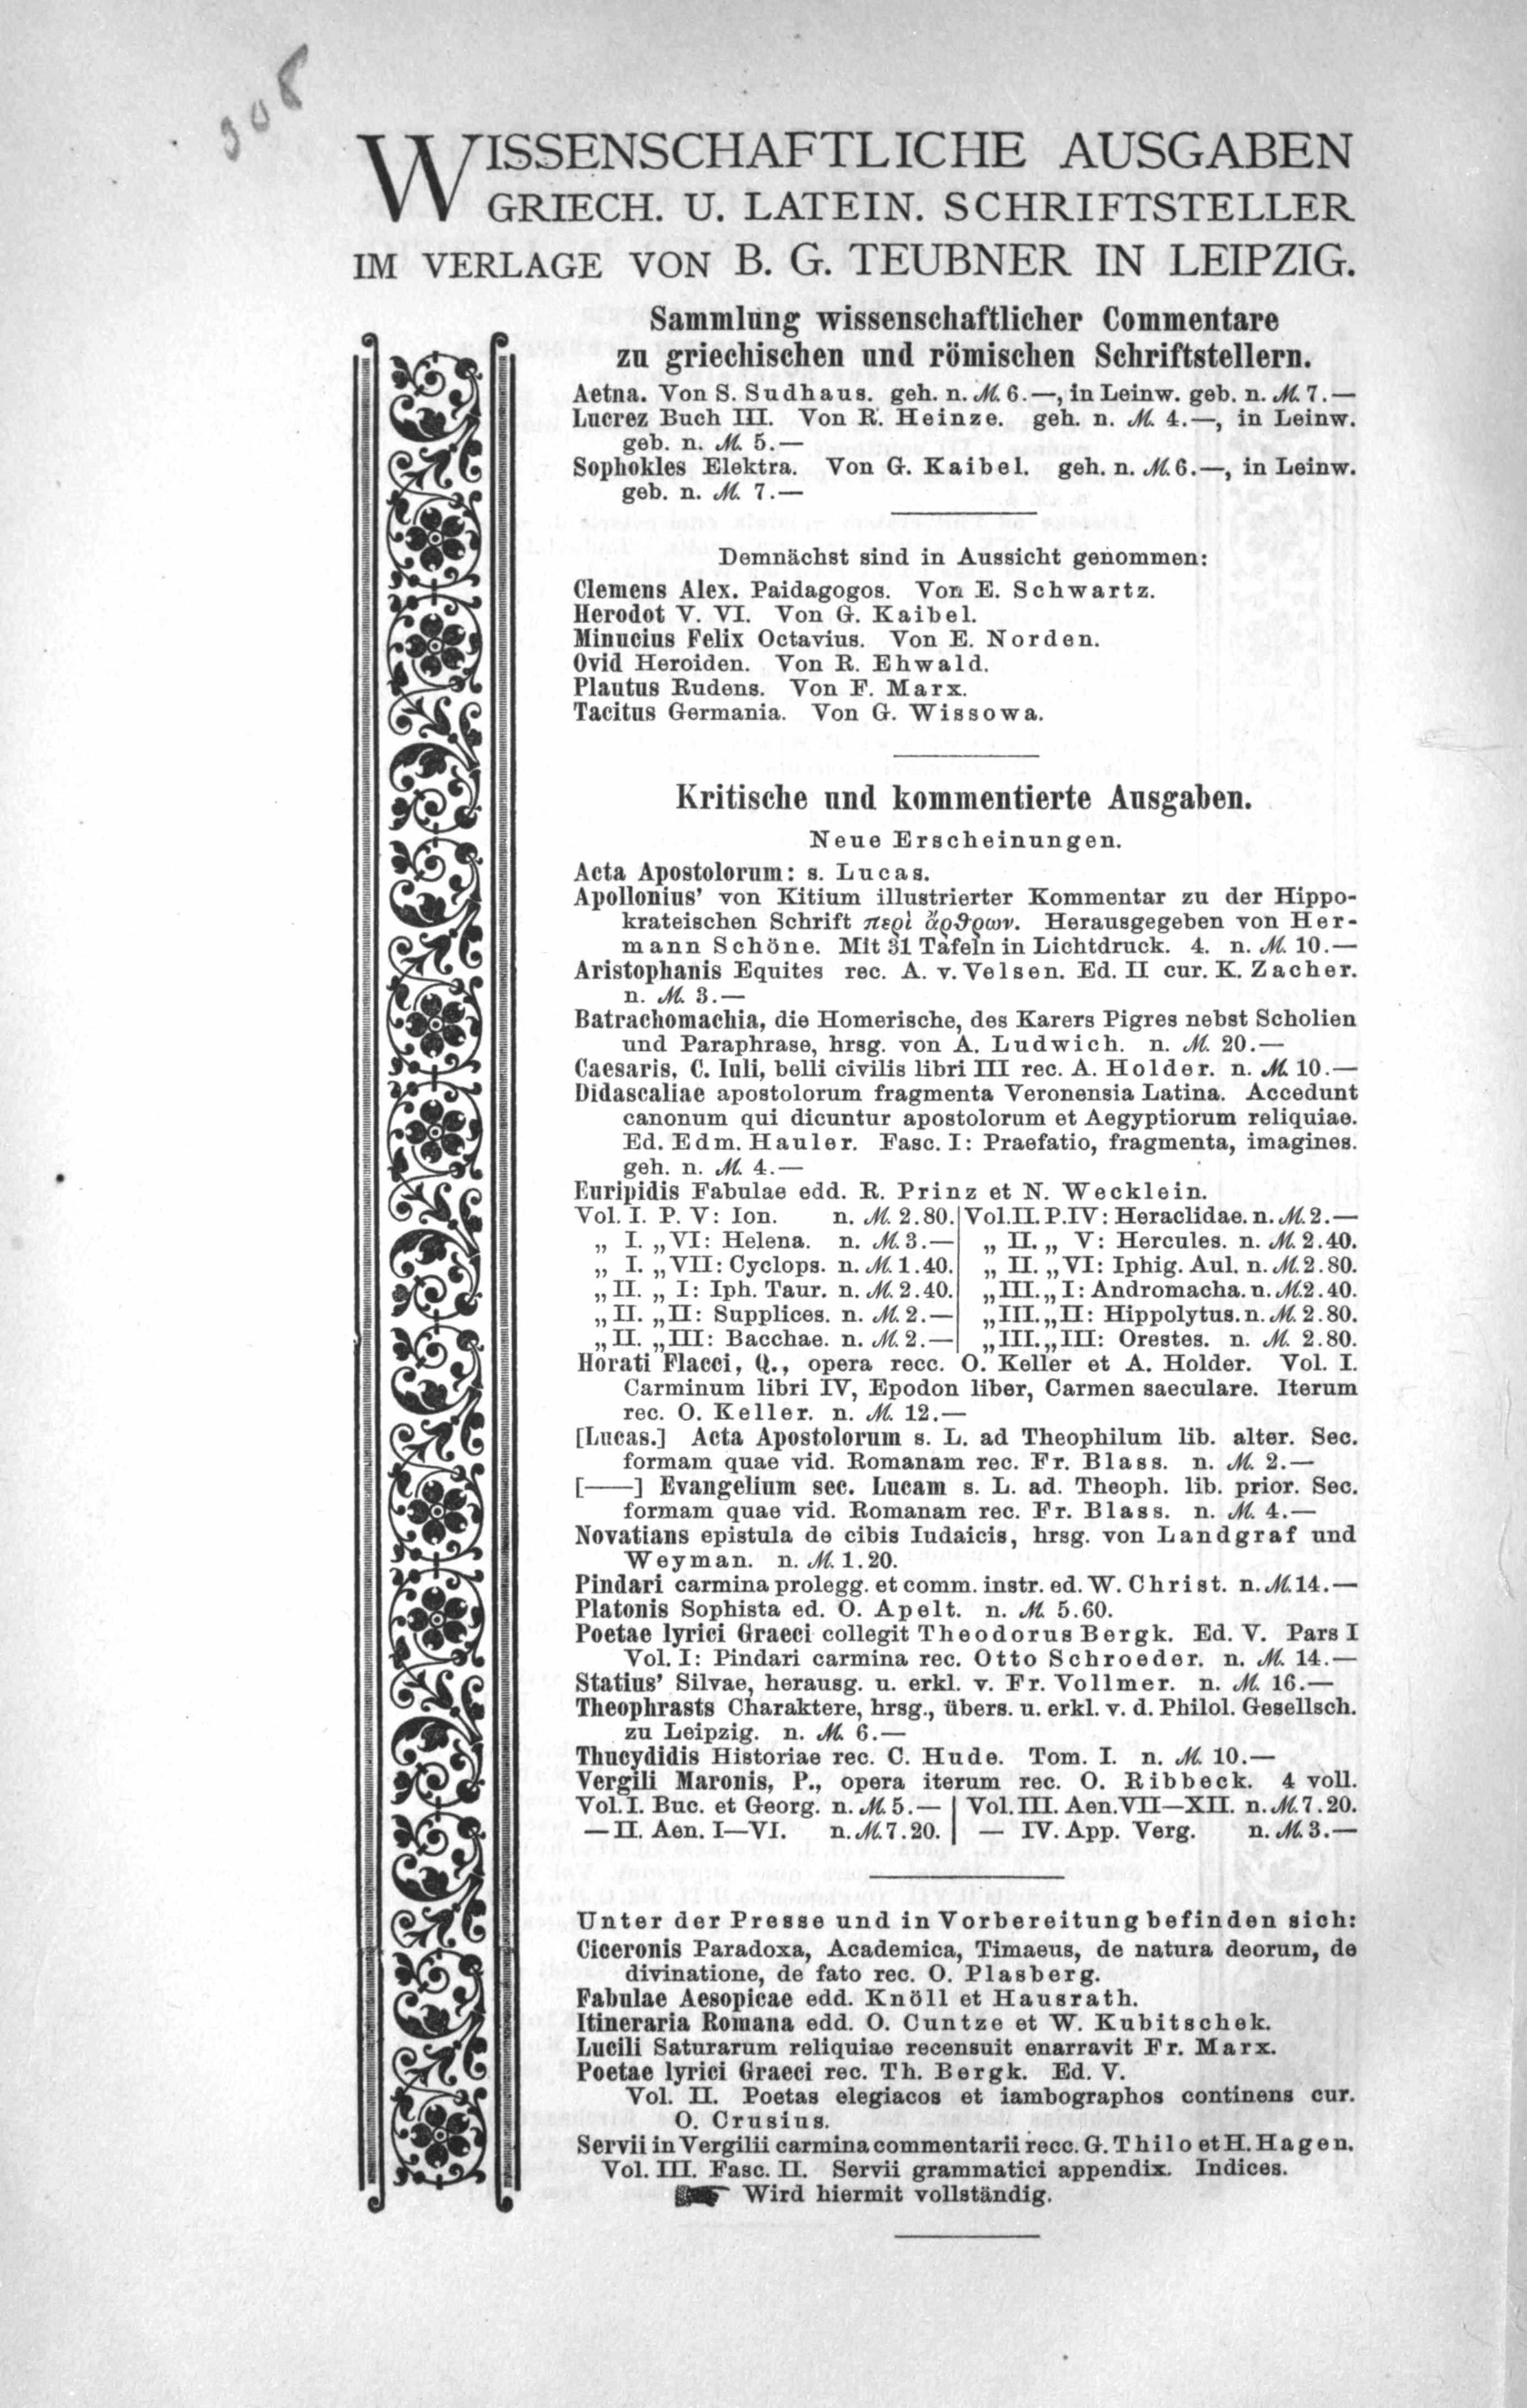 308
WISSENSCHAFTLICHE AUSGABEN
GRIECH. U. LATEIN. SCHRIFTSTELLER
IM VERLAGE VON B. G. TEUBNER IN LEIPZIG.
Sammlung wissenschaftlicher Commentare
zu griechischen und römischen Schriftstellern.
Aetna. Von S. Sudhaus. geh. n. ℳ 6.—, in Leinw. geb. n. ℳ 7.—
Lucrez Buch III. Von R. Heinze. geh. n. ℳ 4.—, in Leinw.
geb. n. ℳ 5.—
Sophokles Elektra. Von G. Kaibel. geh. n. ℳ 6.—, in Leinw.
geb. n. ℳ 7.—
Demnächst sind in Aussicht genommen:
Clemens Alex. Paidagogos. Von E. Schwartz.
Herodot V. VI. Von G. Kaibel.
Minucius Felix Octavius. Von E. Norden.
Ovid Heroiden. Von R. Ehwald.
Plautus Rudens. Von F. Marx.
Tacitus Germania. Von G. Wissowa.
Kritische und kommentierte Ausgaben.
Neue Erscheinungen.
Acta Apostolorum: s. Lucas.
Apollonius' von Kitium illustrierter Kommentar zu der Hippo-
krateischen Schrift περὶ ἄρθρων. Herausgegeben von Her-
mann Schöne. Mit 31 Tafeln in Lichtdruck. 4. n. ℳ 10.—
Aristophanis Equites rec. A. v. Velsen. Ed. II cur. K. Zacher.
n. ℳ 3.—
Batrachomachia, die Homerische, des Karers Pigres nebst Scholien
und Paraphrase, hrsg. von A. Ludwich. n. ℳ 20.—
Caesaris, C. Iuli, belli civilis libri III rec. A. Holder. n. ℳ 10.—
Didascaliae apostolorum fragmenta Veronensia Latina. Accedunt
canonum qui dicuntur apostolorum et Aegyptiorum reliquiae.
Ed. Edm. Hauler. Fasc. I: Praefatio, fragmenta, imagines.
geh. n. ℳ 4.—
Euripidis Fabulae edd. R. Prinz et N. Wecklein.
Vol. I. P. V: Ion. n. ℳ 2.80. Vol. II. P. IV: Heraclidae. n. ℳ 2.—
„ I. „ VI: Helena. n. ℳ 3.— „ II. „ V: Hercules. n. ℳ 2.40.
„ I. „ VII: Cyclops. n. ℳ 1.40. „ II. „ VI: Iphig. Aul. n. ℳ 2.80.
„ II. „ I: Iph. Taur. n. ℳ 2.40. „ III. „ I: Andromacha. n. ℳ 2.40.
„ II. „ II: Supplices. n. ℳ 2.— „ III. „ II: Hippolytus. n. ℳ 2.80.
„ II. „ III: Bacchae. n. ℳ 2.— „ III. „ III: Orestes. n. ℳ 2.80.
Horati Flacci, Q., opera recc. O. Keller et A. Holder. Vol. I.
Carminum libri IV, Epodon liber, Carmen saeculare. Iterum
rec. O. Keller. n. ℳ 12.—
[Lucas.] Acta Apostolorum s. L. ad Theophilum lib. alter. Sec.
formam quae vid. Romanam rec. Fr. Blass. n. ℳ 2.—
[——] Evangelium sec. Lucam s. L. ad. Theoph. lib. prior. Sec.
formam quae vid. Romanam rec. Fr. Blass. n. ℳ 4.—
Novatians epistula de cibis Iudaicis, hrsg. von Landgraf und
Weyman. n. ℳ 1.20.
Pindari carmina prolegg. et comm. instr. ed. W. Christ. n. ℳ 14.—
Platonis Sophista ed. O. Apelt. n. ℳ 5.60.
Poetae lyrici Graeci collegit Theodorus Bergk. Ed. V. Pars I
Vol. I: Pindari carmina rec. Otto Schroeder. n. ℳ 14.—
Statius' Silvae, herausg. u. erkl. v. Fr. Vollmer. n. ℳ 16.—
Theophrasts Charaktere, hrsg., übers. u. erkl. v. d. Philol. Gesellsch.
zu Leipzig. n. ℳ 6.—
Thucydidis Historiae rec. C. Hude. Tom. I. n. ℳ 10.—
Vergili Maronis, P., opera iterum rec. O. Ribbeck. 4 voll.
Vol. I. Buc. et Georg. n. ℳ 5.— Vol. III. Aen. VII—XII. n. ℳ 7.20.
— II. Aen. I—VI. n. ℳ 7.20. — IV. App. Verg. n. ℳ 3.—
Unter der Presse und in Vorbereitung befinden sich:
Ciceronis Paradoxa, Academica, Timaeus, de natura deorum, de
divinatione, de fato rec. O. Plasberg.
Fabulae Aesopicae edd. Knöll et Hausrath.
Itineraria Romana edd. O. Cuntze et W. Kubitschek.
Lucili Saturarum reliquiae recensuit enarravit Fr. Marx.
Poetae lyrici Graeci rec. Th. Bergk. Ed. V.
Vol. II. Poetas elegiacos et iambographos continens cur.
O. Crusius.
Servii in Vergilii carmina commentarii recc. G. Thilo et H. Hagen.
Vol. III. Fasc. II. Servii grammatici appendix. Indices.
☛ Wird hiermit vollständig.